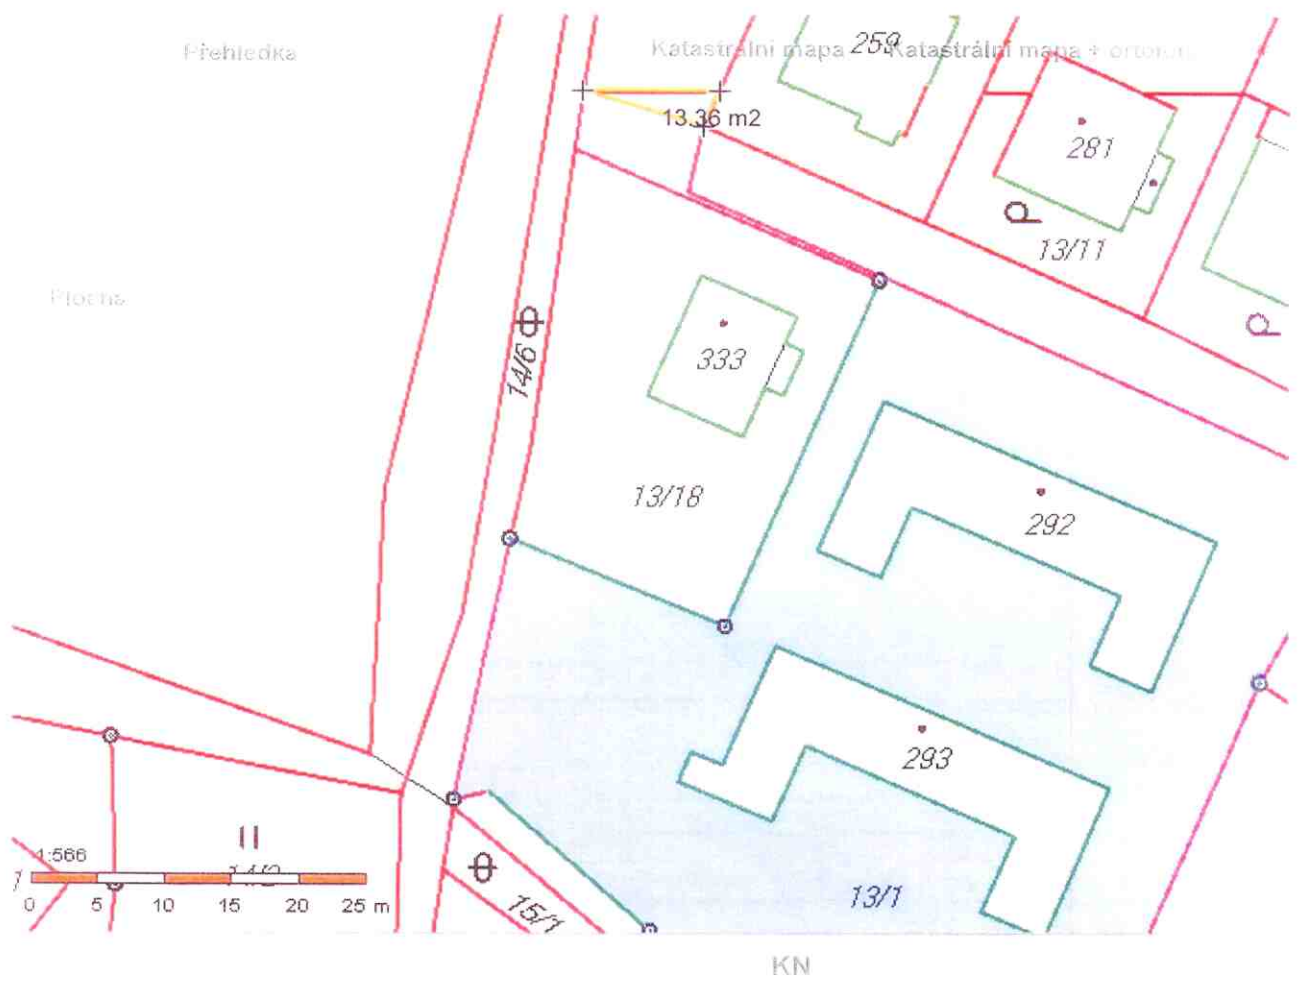 Přehledka
Katastrální mapa
259
Katastrální mapa + ortofoto
13.36 m2
281
13/11
Plocha
14/6
333
13/18
292
293
1:566
13/1
15/1
0 5 10 15 20 25 m
KN